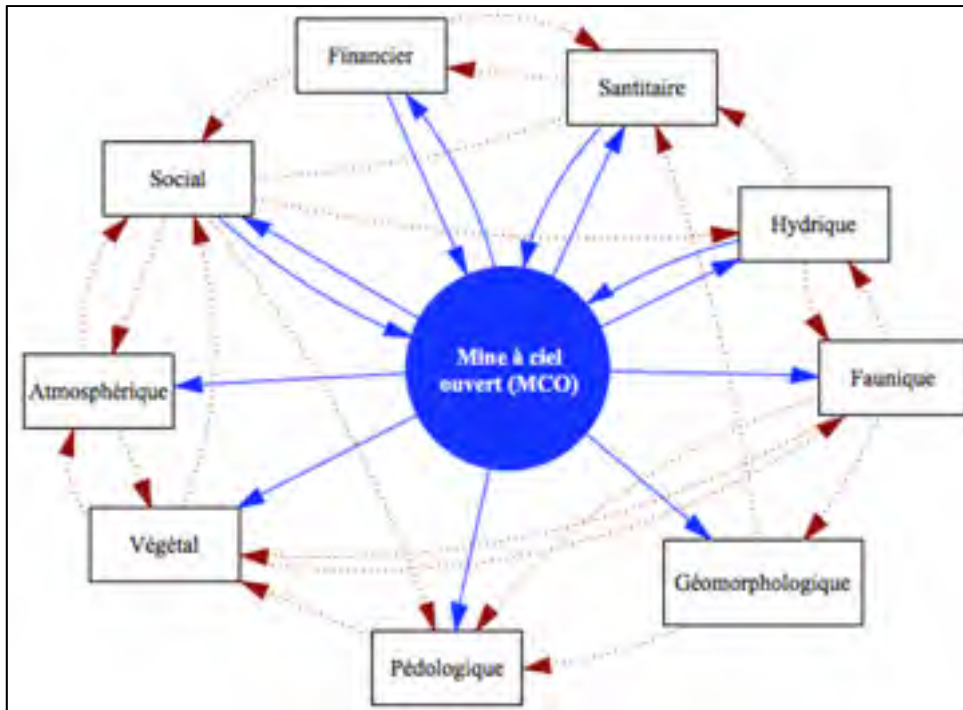 Financier
Santitaire
Social
Hydrique
Mine à ciel
ouvert (MCO)
Atmosphérique
Faunique
Végétal
Géomorphologique
Pédologique